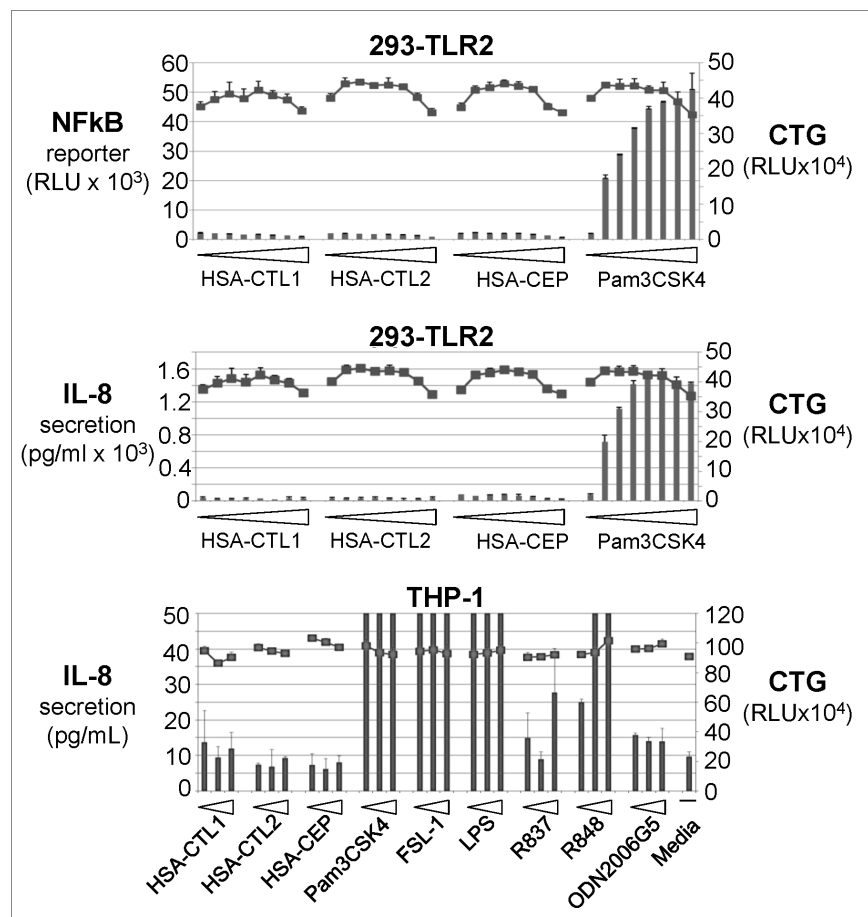 293-TLR2
NFkB
reporter
(RLU x 10³)
60
50
40
30
20
10
0
50
40
30
20
10
0
CTG
(RLUx10⁴)
HSA-CTL1 HSA-CTL2 HSA-CEP Pam3CSK4
293-TLR2
IL-8
secretion
(pg/ml x 10³)
1.6
1.2
0.8
0.4
0
50
40
30
20
10
0
CTG
(RLUx10⁴)
HSA-CTL1 HSA-CTL2 HSA-CEP Pam3CSK4
THP-1
IL-8
secretion
(pg/mL)
50
40
30
20
10
0
120
100
80
60
40
20
0
CTG
(RLUx10⁴)
HSA-CTL1
HSA-CTL2
HSA-CEP
Pam3CSK4
FSL-1
LPS
R837
R848
ODN2006G5
Media